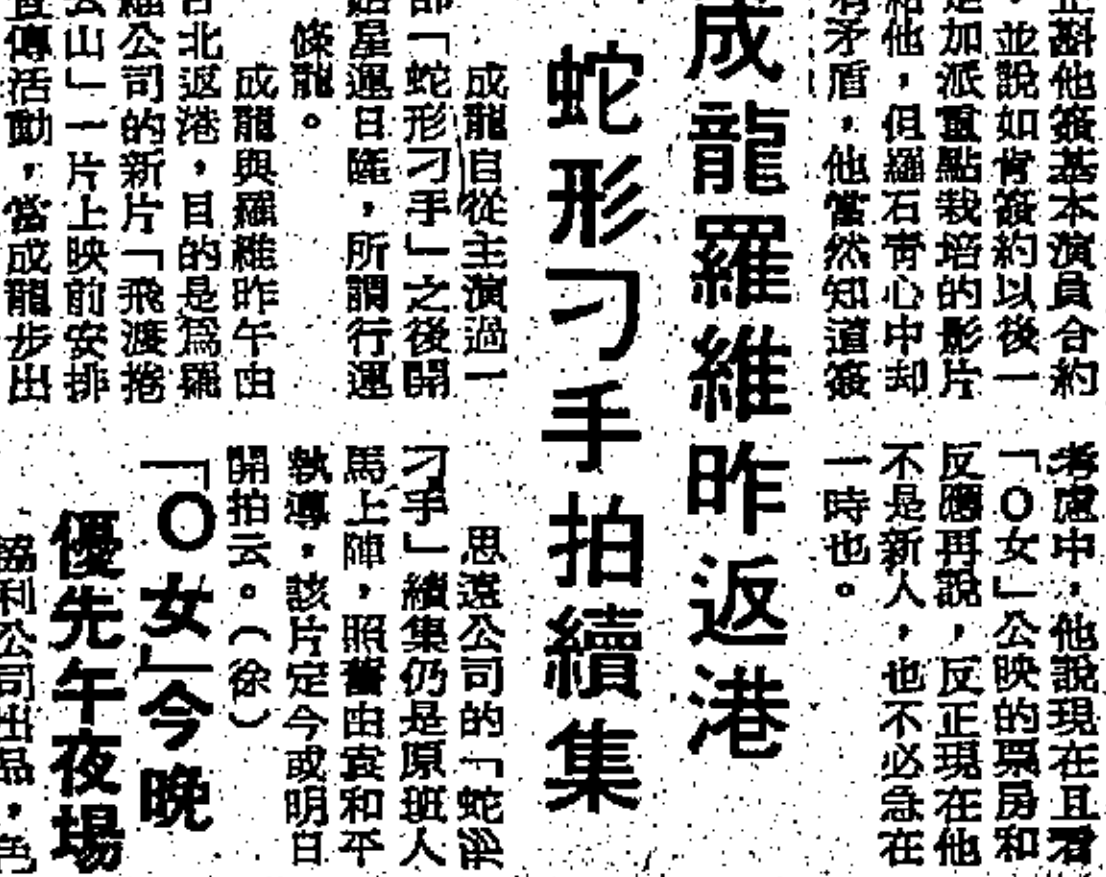 他簽基本演員合約
，並說如肯簽約以後一
加派重點栽培的影片
給他，但羅石青心中却
有矛盾，他當然知道簽
考慮中，他說現在且看
「O女」公映的票房和
反應再說，反正現在他
不是新人，也不必急在
一時也。
成龍羅維昨返港
蛇形刁手拍續集
成龍自從主演過一
部「蛇形刁手」之後開
始星運日旺，所謂行運
一條龍。
成龍與羅維昨午由
台北返港，目的是為羅
維公司的新片「飛渡捲
雲山」一片上映前安排
宣傳活動，當成龍步出
思遠公司的「蛇形
刁手」續集仍是原班人
馬上陣，照舊由袁和平
執導，該片定今或明日
開拍云。（徐）
「O女」今晚
優先午夜場
協利公司出品，